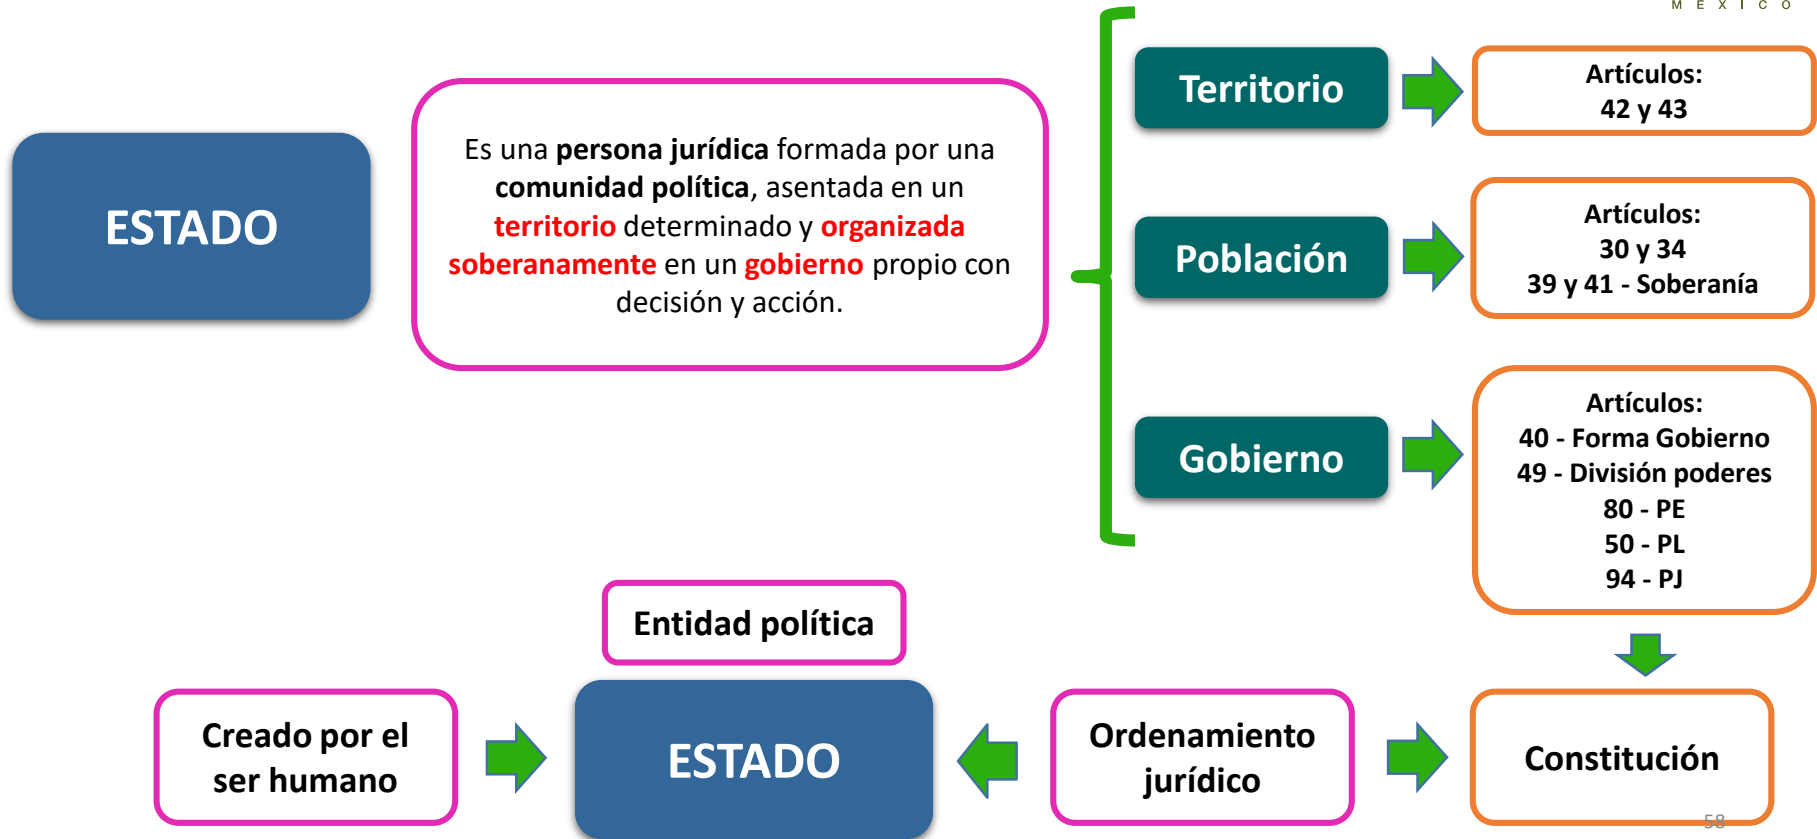 MÉXICO
ESTADO
Es una persona jurídica formada por una
comunidad política, asentada en un
territorio determinado y organizada
soberanamente en un gobierno propio con
decisión y acción.
Territorio
Artículos:
42 y 43
Población
Artículos:
30 y 34
39 y 41 - Soberanía
Gobierno
Artículos:
40 - Forma Gobierno
49 - División poderes
80 - PE
50 - PL
94 - PJ
Entidad política
Creado por el
ser humano
ESTADO
Ordenamiento
jurídico
Constitución
58